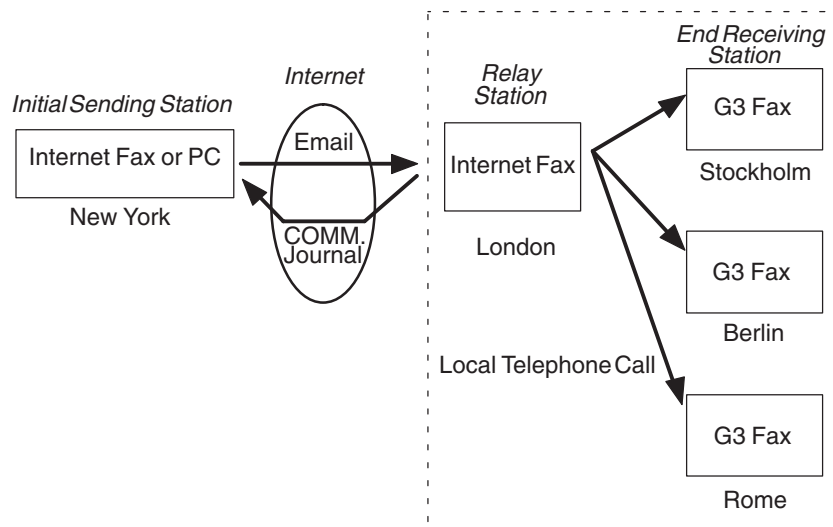 Initial Sending Station
Internet Fax or PC
New York
Internet
Email
COMM.
Journal
Relay
Station
Internet Fax
London
Local Telephone Call
End Receiving
Station
G3 Fax
Stockholm
G3 Fax
Berlin
G3 Fax
Rome